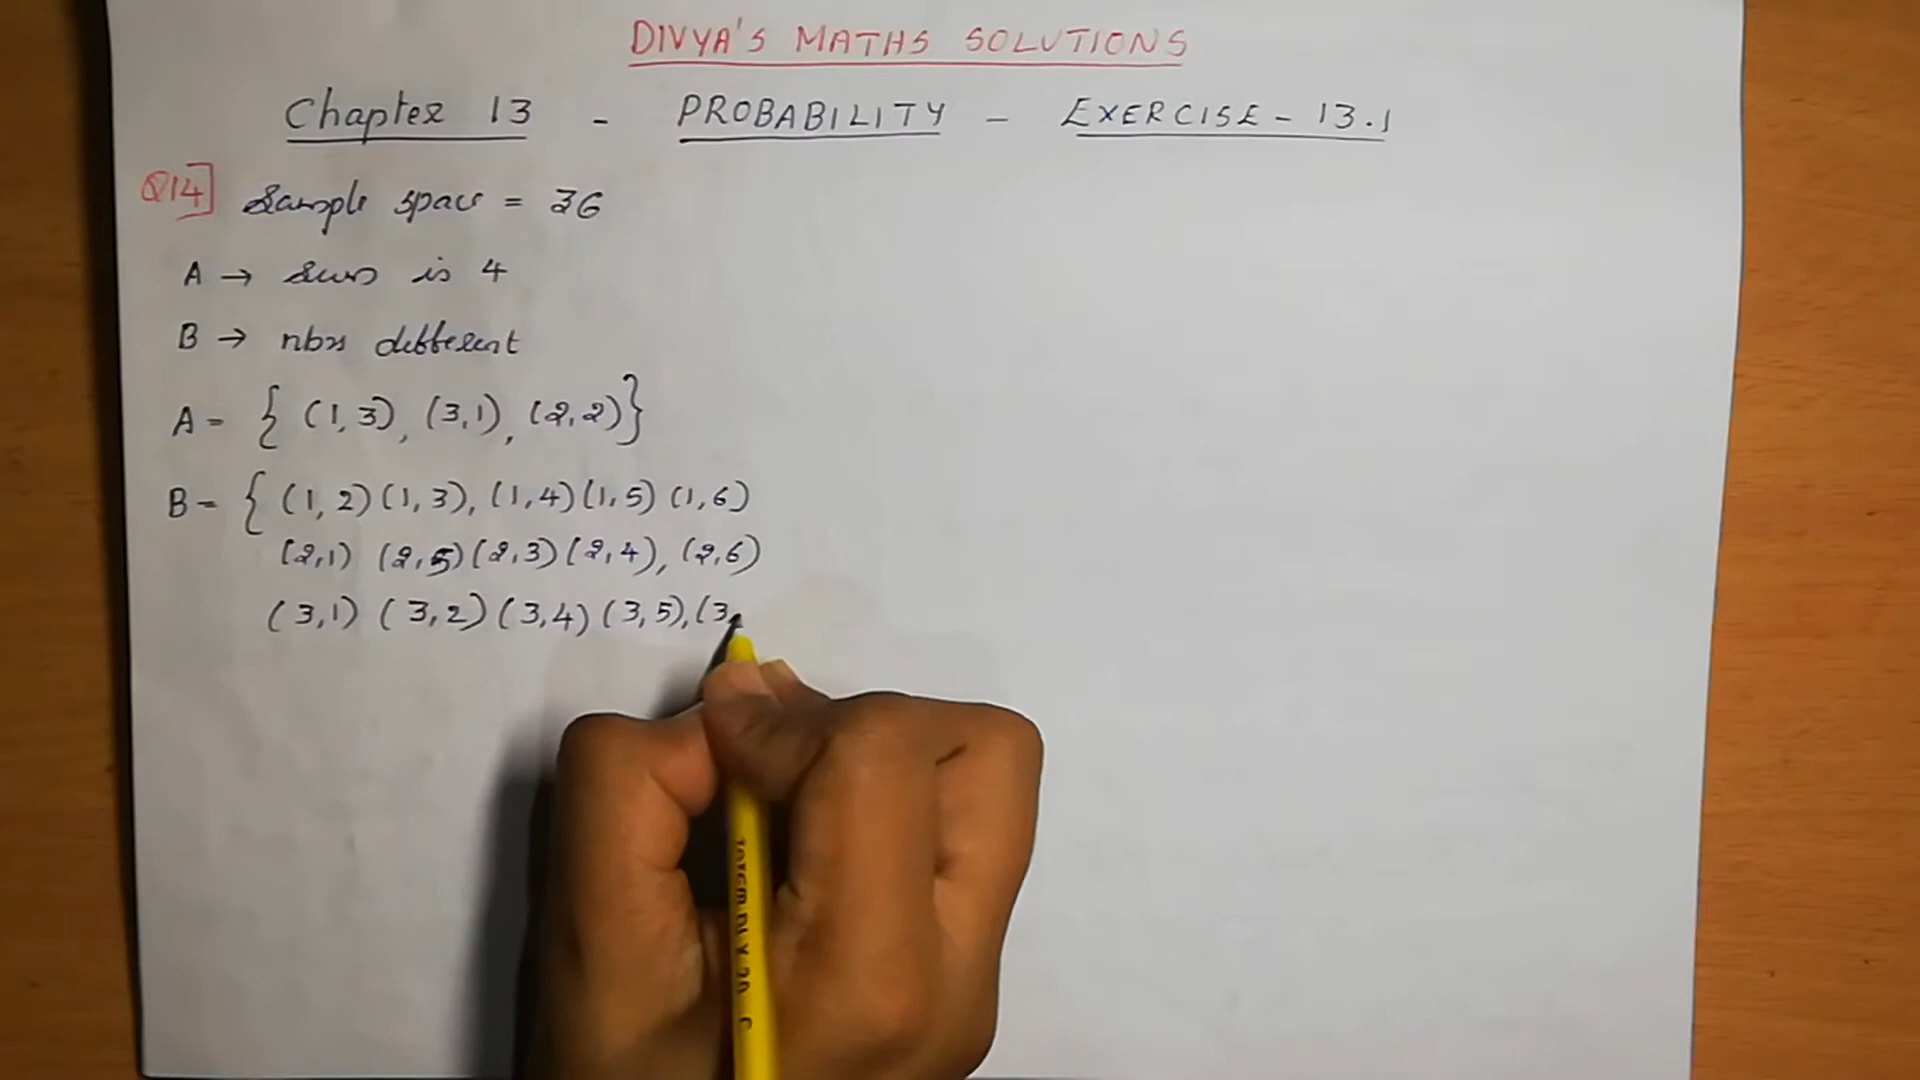 DIVYA'S MATHS SOLUTIONS
Chapter 13 - PROBABILITY - EXERCISE - 13.1
Q14] Sample space = 36
A → sum is 4
B → nbrs different
A = { (1,3), (3,1), (2,2)}
B = { (1,2) (1,3), (1,4) (1,5) (1,6)
(2,1) (2,5) (2,3) (2,4), (2,6)
(3,1) (3,2) (3,4) (3,5), (3,